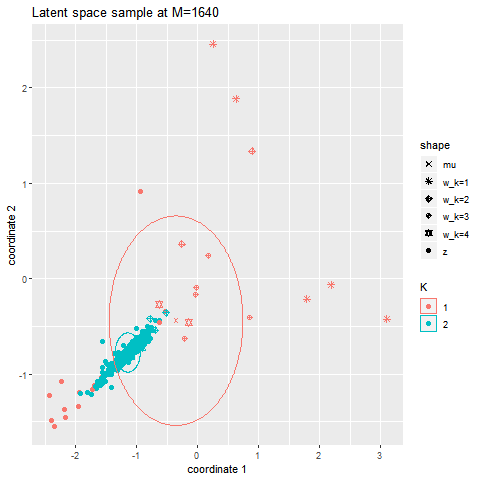 Latent space sample at M=1640
coordinate 2
2
1
0
-1
-2
-1
0
1
2
3
coordinate 1
shape
mu
w_k=1
w_k=2
w_k=3
w_k=4
z
K
1
2